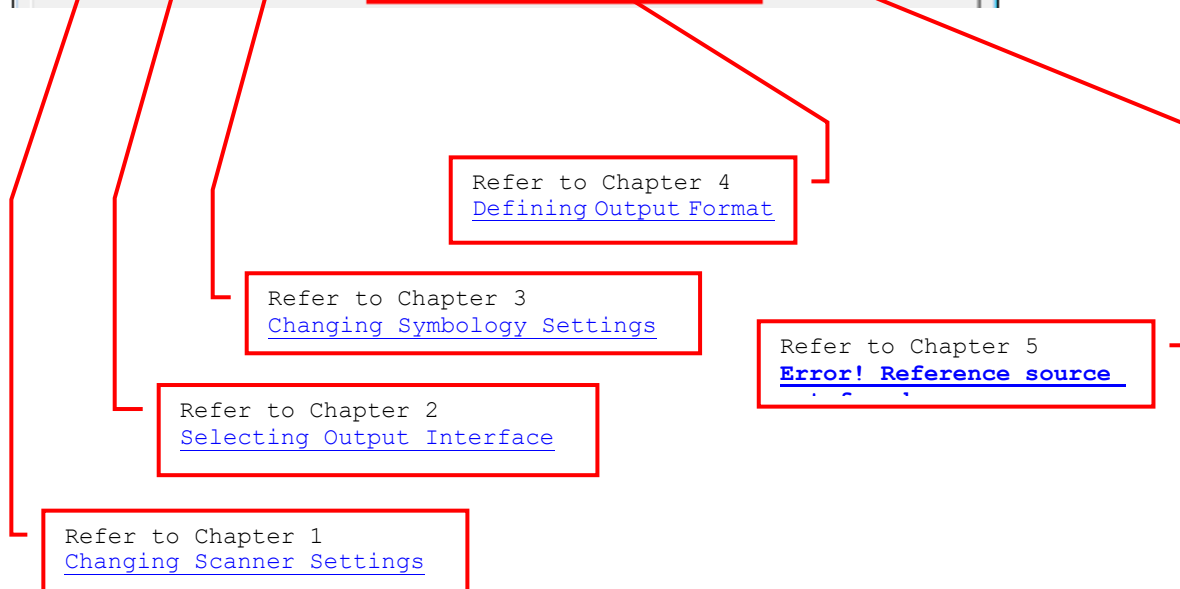 Refer to Chapter 4
Defining Output Format
Refer to Chapter 3
Changing Symbology Settings
Refer to Chapter 5
Error! Reference source
Refer to Chapter 2
Selecting Output Interface
Refer to Chapter 1
Changing Scanner Settings